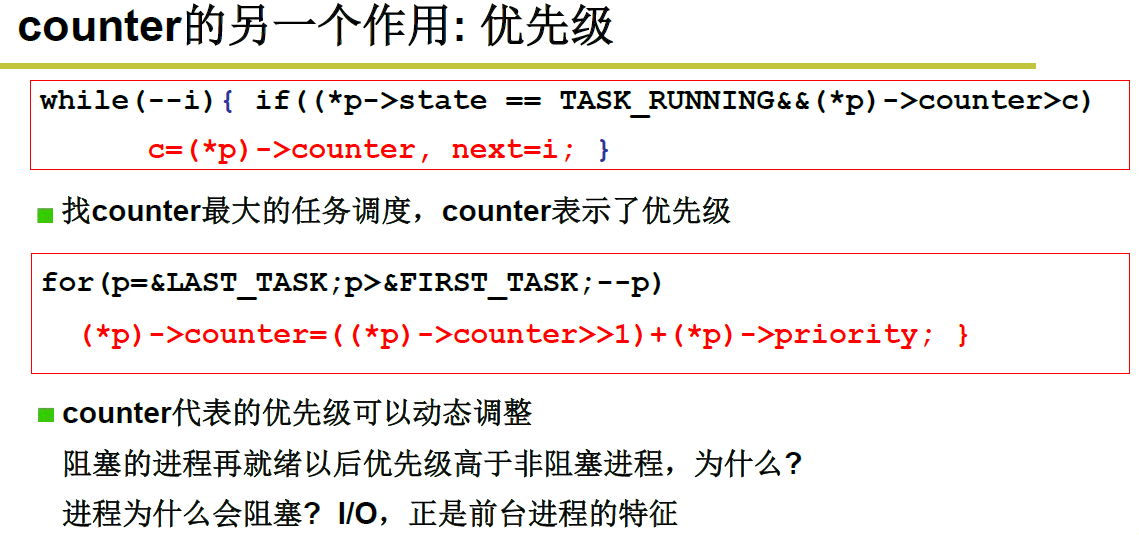 counter的另一个作用: 优先级
while(--i){ if((*p->state == TASK_RUNNING&&(*p)->counter>c)
c=(*p)->counter, next=i; }
找counter最大的任务调度，counter表示了优先级
for(p=&LAST_TASK;p>&FIRST_TASK;--p)
(*p)->counter=((*p)->counter>>1)+(*p)->priority; }
counter代表的优先级可以动态调整
阻塞的进程再就绪以后优先级高于非阻塞进程，为什么?
进程为什么会阻塞? I/O，正是前台进程的特征